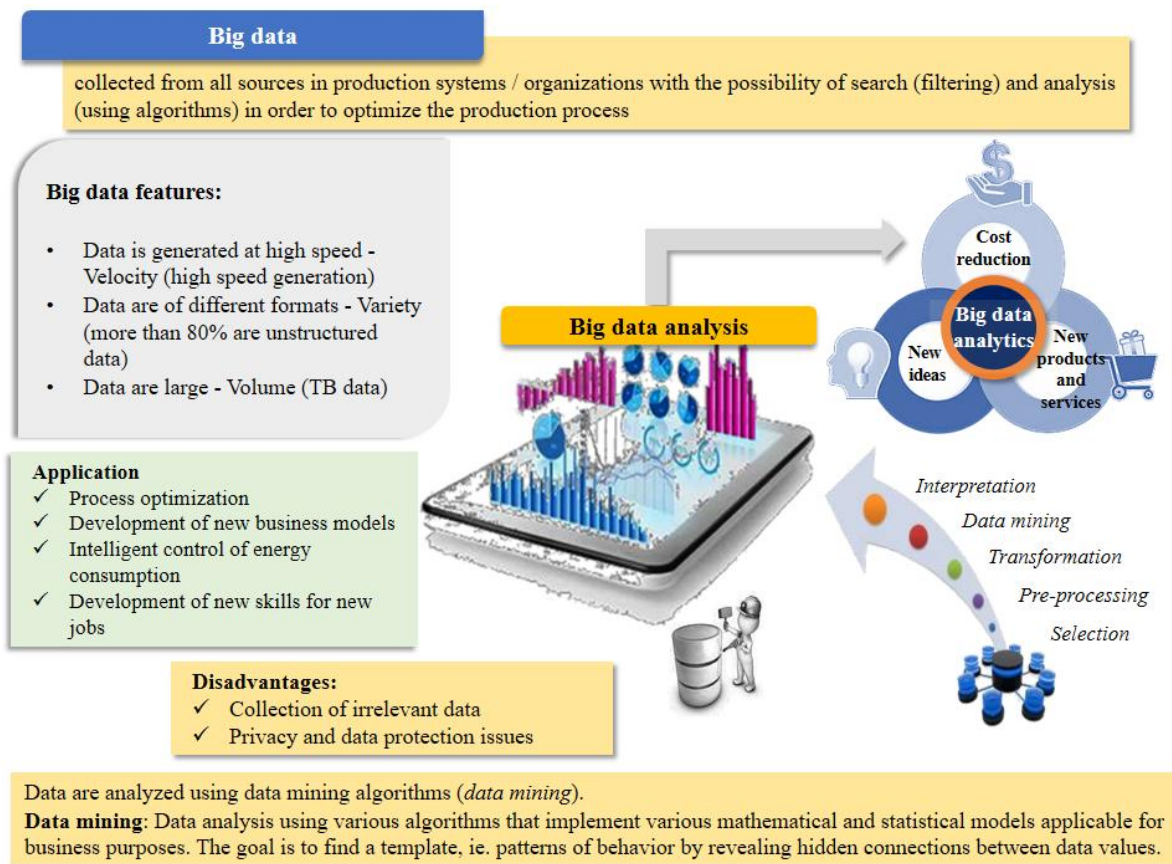 Big data
collected from all sources in production systems / organizations with the possibility of search (filtering) and analysis
(using algorithms) in order to optimize the production process
Big data features:
• Data is generated at high speed -
Velocity (high speed generation)
• Data are of different formats - Variety
(more than 80% are unstructured
data)
• Data are large - Volume (TB data)
Application
✓ Process optimization
✓ Development of new business models
✓ Intelligent control of energy
consumption
✓ Development of new skills for new
jobs
Disadvantages:
✓ Collection of irrelevant data
✓ Privacy and data protection issues
Big data analysis
$
Cost
reduction
Big data
analytics
New
ideas
New
products
and
services
Interpretation
Data mining
Transformation
Pre-processing
Selection
Data are analyzed using data mining algorithms (data mining).
Data mining: Data analysis using various algorithms that implement various mathematical and statistical models applicable for
business purposes. The goal is to find a template, ie. patterns of behavior by revealing hidden connections between data values.